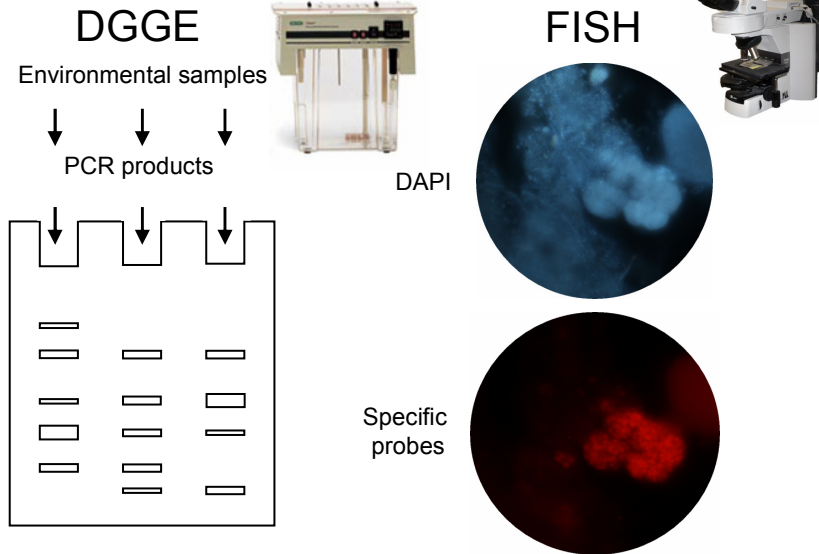 DGGE
Environmental samples
PCR products
FISH
DAPI
Specific
probes